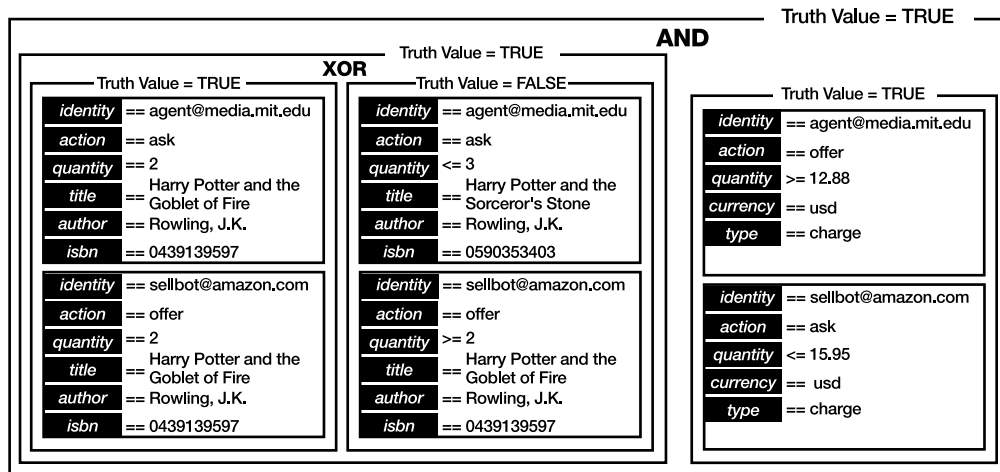 Truth Value = TRUE
AND
Truth Value = TRUE
XOR
Truth Value = TRUE
identity == agent@media.mit.edu
action == ask
quantity == 2
title == Harry Potter and the
Goblet of Fire
author == Rowling, J.K.
isbn == 0439139597
identity == sellbot@amazon.com
action == offer
quantity == 2
title == Harry Potter and the
Goblet of Fire
author == Rowling, J.K.
isbn == 0439139597
Truth Value = FALSE
identity == agent@media.mit.edu
action == ask
quantity <= 3
title == Harry Potter and the
Sorceror's Stone
author == Rowling, J.K.
isbn == 0590353403
identity == sellbot@amazon.com
action == offer
quantity >= 2
title == Harry Potter and the
Goblet of Fire
author == Rowling, J.K.
isbn == 0439139597
Truth Value = TRUE
identity == agent@media.mit.edu
action == offer
quantity >= 12.88
currency == usd
type == charge
identity == sellbot@amazon.com
action == ask
quantity <= 15.95
currency == usd
type == charge